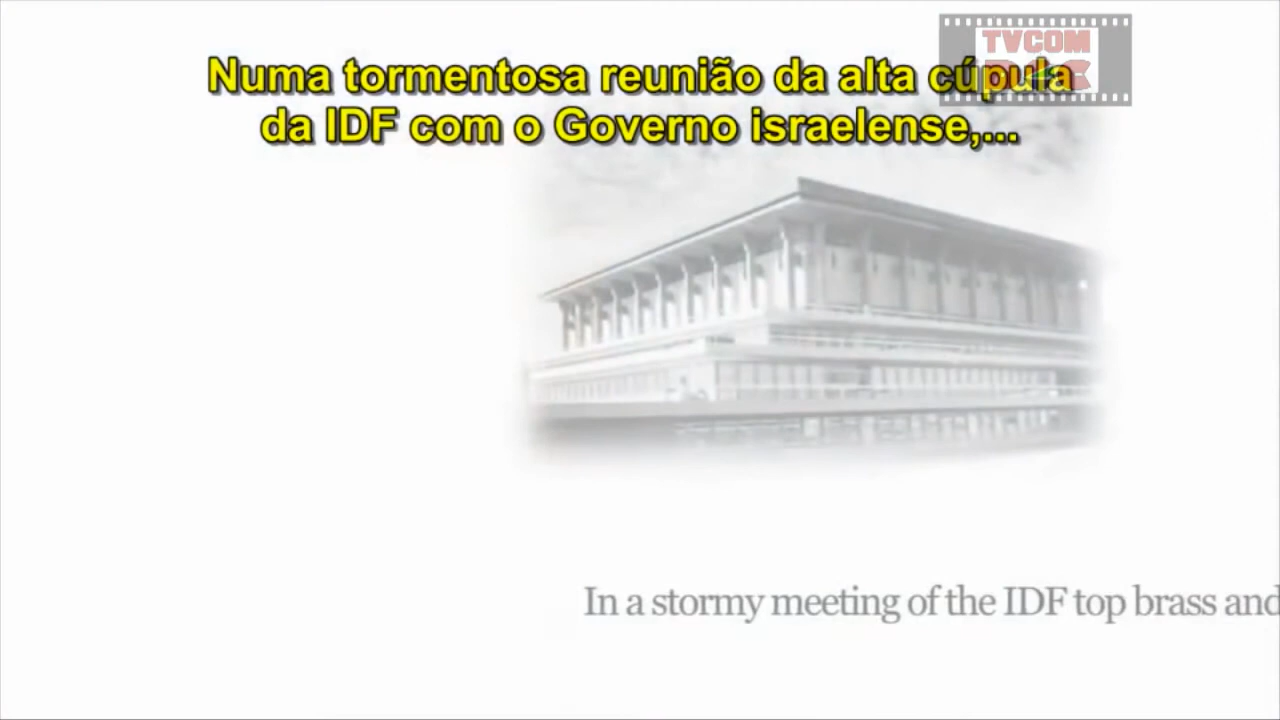 TVCOM
DOC
Numa tormentosa reunião da alta cúpula
da IDF com o Governo israelense,...
In a stormy meeting of the IDF top brass and